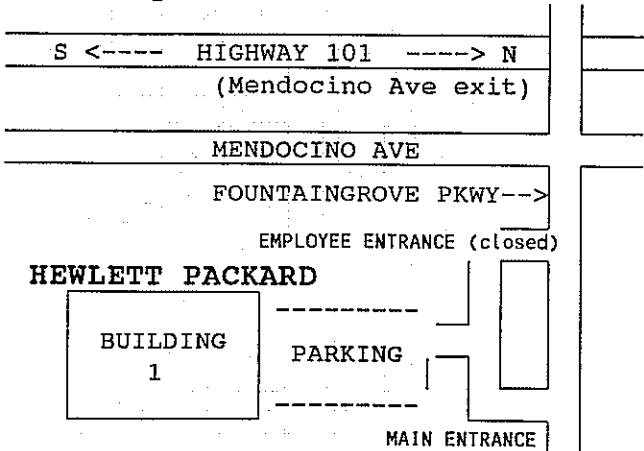 S <---- HIGHWAY 101 ----> N
(Mendocino Ave exit)
MENDOCINO AVE
FOUNTAINGROVE PKWY-->
EMPLOYEE ENTRANCE (closed)
HEWLETT PACKARD
BUILDING
1
PARKING
MAIN ENTRANCE